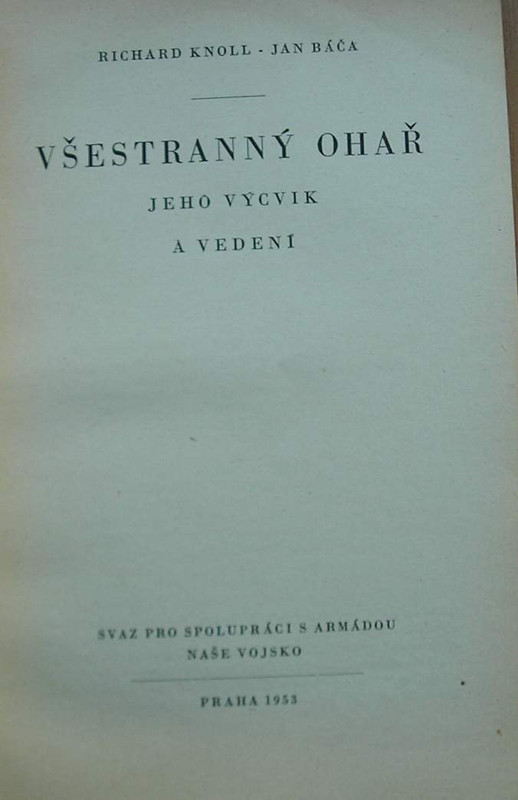 RICHARD KNOLL - JAN BÁČA
VŠESTRANNÝ OHAŘ
JEHO VÝCVIK
A VEDENÍ
SVAZ PRO SPOLUPRÁCI S ARMÁDOU
NAŠE VOJSKO
PRAHA 1953